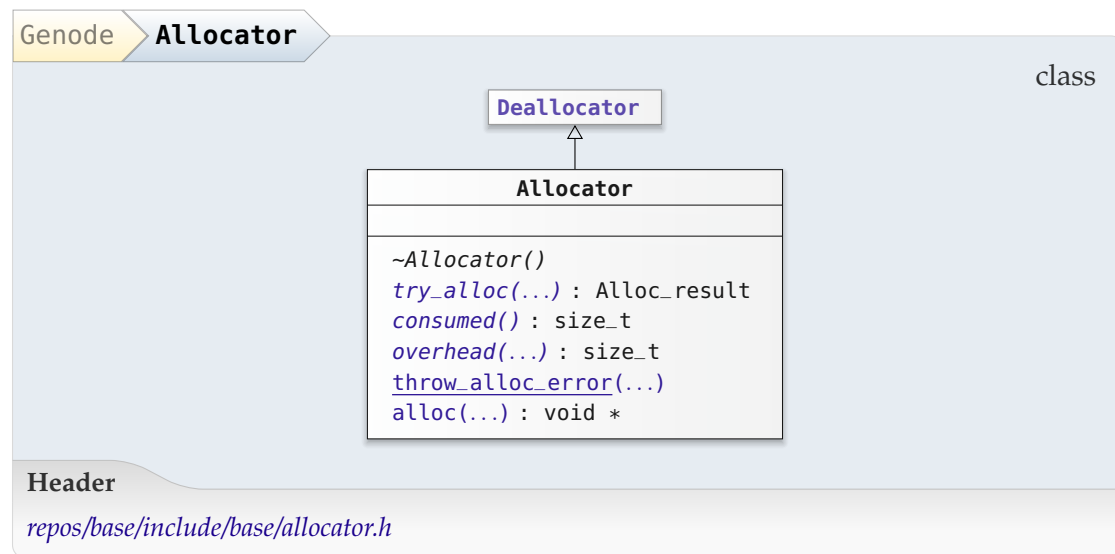 Genode Allocator
class
Deallocator
Allocator
~Allocator()
try_alloc(...) : Alloc_result
consumed() : size_t
overhead(...) : size_t
throw_alloc_error(...)
alloc(...) : void *
Header
repos/base/include/base/allocator.h